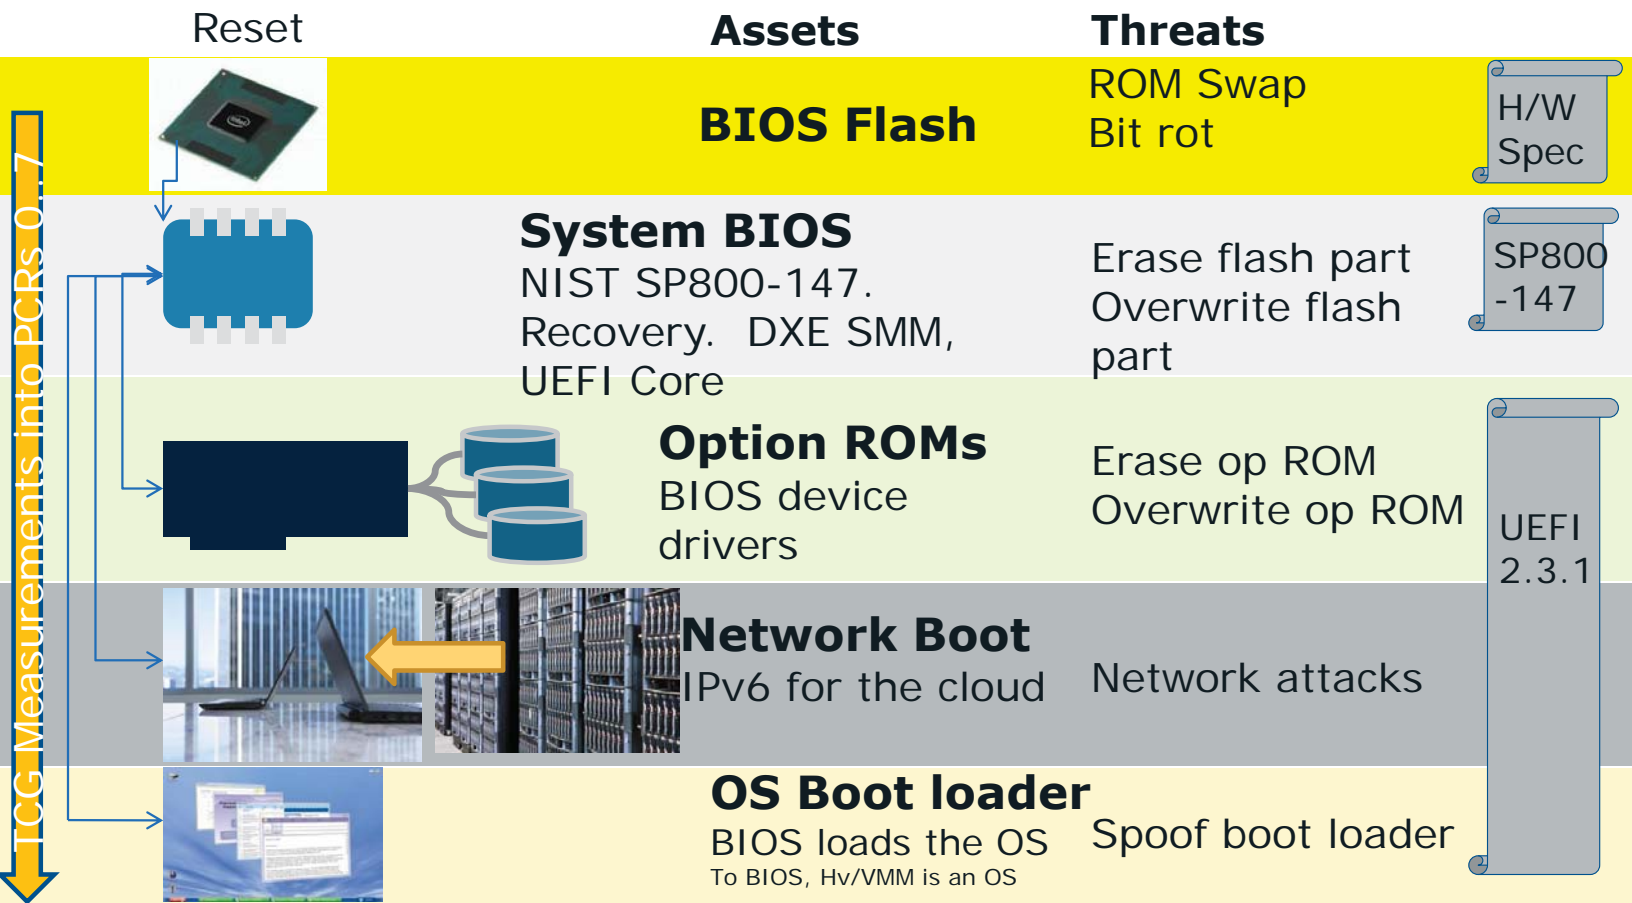 Reset
Assets
Threats
BIOS Flash
ROM Swap
Bit rot
H/W
Spec
System BIOS
NIST SP800-147.
Recovery.  DXE SMM,
UEFI Core
Erase flash part
Overwrite flash
part
SP800
-147
Option ROMs
BIOS device
drivers
Erase op ROM
Overwrite op ROM
UEFI
2.3.1
Network Boot
IPv6 for the cloud
Network attacks
OS Boot loader
BIOS loads the OS
To BIOS, Hv/VMM is an OS
Spoof boot loader
TCG Measurements into PCRs 0..7